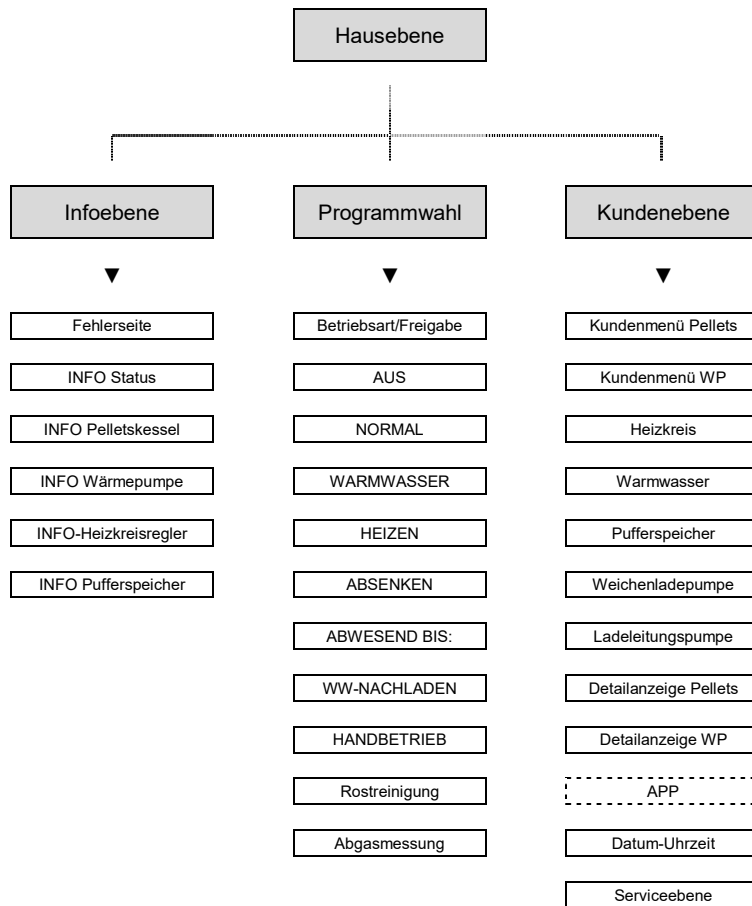 Hausebene
Infoebene
Programmwahl
Kundenebene
▼
▼
▼
Fehlerseite
INFO Status
INFO Pelletskessel
INFO Wärmepumpe
INFO-Heizkreisregler
INFO Pufferspeicher
Betriebsart/Freigabe
AUS
NORMAL
WARMWASSER
HEIZEN
ABSENKEN
ABWESEND BIS:
WW-NACHLADEN
HANDBETRIEB
Rostreinigung
Abgasmessung
Kundenmenü Pellets
Kundenmenü WP
Heizkreis
Warmwasser
Pufferspeicher
Weichenladepumpe
Ladeleitungspumpe
Detailanzeige Pellets
Detailanzeige WP
APP
Datum-Uhrzeit
Serviceebene